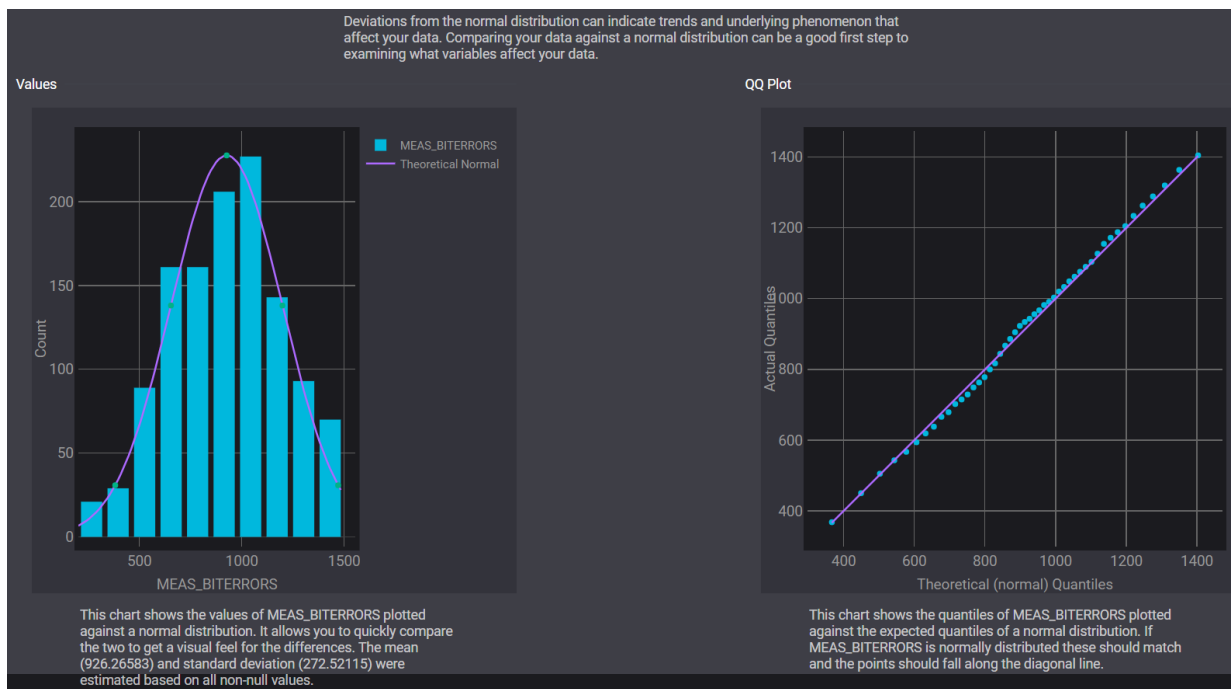 Deviations from the normal distribution can indicate trends and underlying phenomenon that
affect your data. Comparing your data against a normal distribution can be a good first step to
examining what variables affect your data.
Values
200
150
100
50
0
Count
500
1000
1500
MEAS_BITERRORS
MEAS_BITERRORS
Theoretical Normal
This chart shows the values of MEAS_BITERRORS plotted
against a normal distribution. It allows you to quickly compare
the two to get a visual feel for the differences. The mean
(926.26583) and standard deviation (272.52115) were
estimated based on all non-null values.
QQ Plot
1400
1200
1000
800
600
400
Actual Quantiles
400
600
800
1000
1200
1400
Theoretical (normal) Quantiles
This chart shows the quantiles of MEAS_BITERRORS plotted
against the expected quantiles of a normal distribution. If
MEAS_BITERRORS is normally distributed these should match
and the points should fall along the diagonal line.